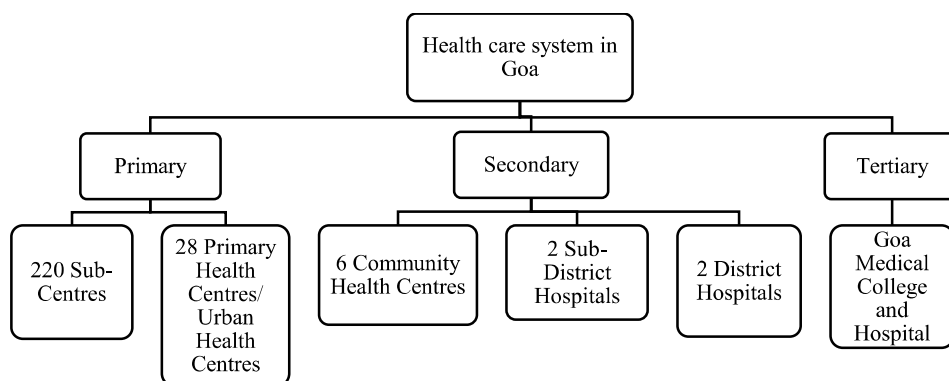 Health care system in
Goa
Primary
Secondary
Tertiary
220 Sub-
Centres
28 Primary
Health
Centres/
Urban
Health
Centres
6 Community
Health Centres
2 Sub-
District
Hospitals
2 District
Hospitals
Goa
Medical
College
and
Hospital